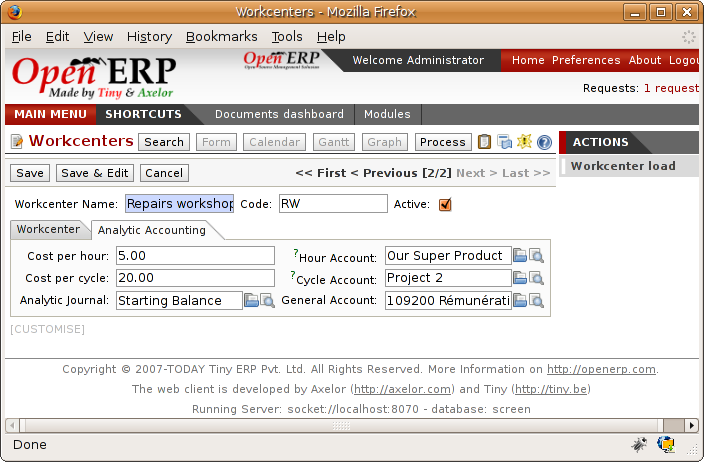 Workcenters - Mozilla Firefox
File Edit View History Bookmarks Tools Help
Open ERP
Made by Tiny & Axelor
Open ERP
Open Source Management Solution
Welcome Administrator
Home Preferences About Logou
Requests: 1 request
MAIN MENU SHORTCUTS Documents dashboard Modules
Workcenters Search Form Calendar Gantt Graph Process
ACTIONS
Workcenter load
Save Save & Edit Cancel << First < Previous [2/2] Next > Last >>
Workcenter Name: Repairs workshop Code: RW Active:
Workcenter Analytic Accounting
Cost per hour: 5.00 ?Hour Account: Our Super Product
Cost per cycle: 20.00 ?Cycle Account: Project 2
Analytic Journal: Starting Balance General Account: 109200 Rémunérati
[CUSTOMISE]
Copyright © 2007-TODAY Tiny ERP Pvt. Ltd. All Rights Reserved. More Information on http://openerp.com.
The web client is developed by Axelor (http://axelor.com) and Tiny (http://tiny.be)
Running Server: socket://localhost:8070 - database: screen
Done